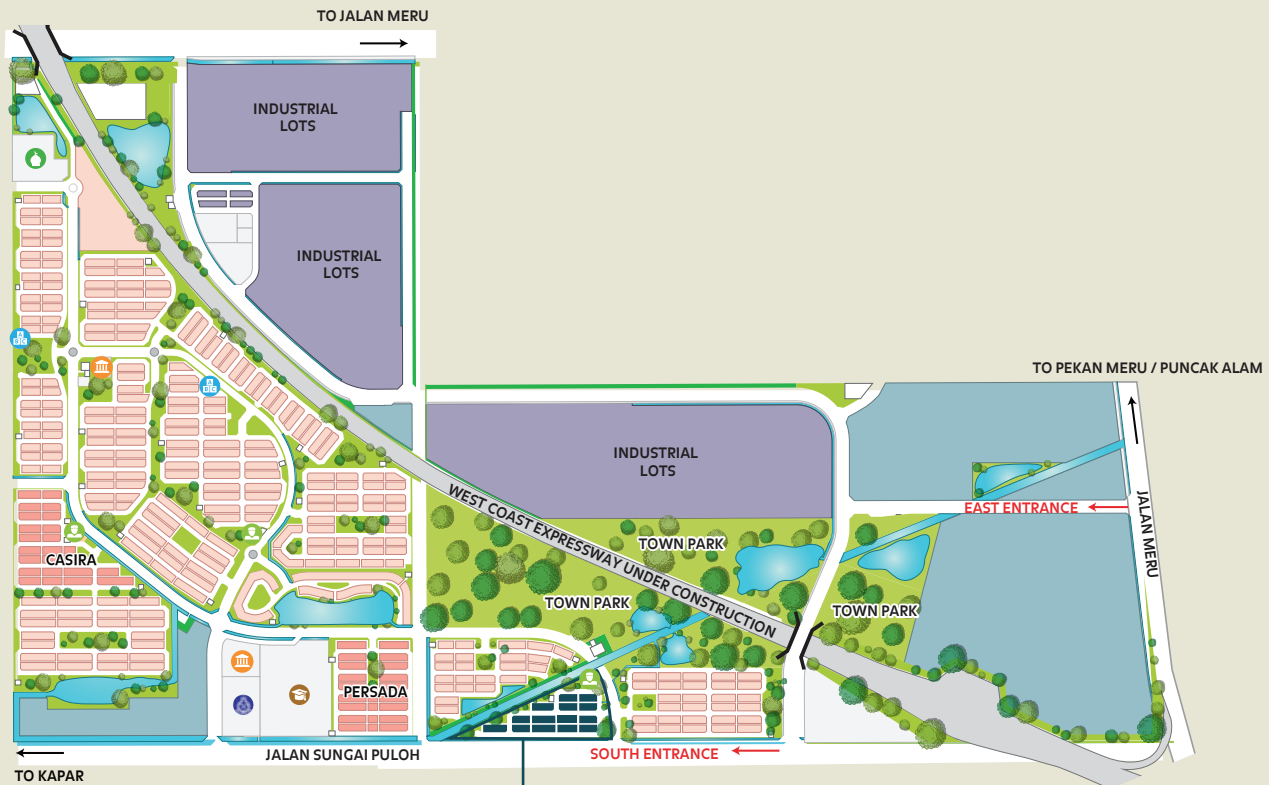 TO JALAN MERU
INDUSTRIAL
LOTS
INDUSTRIAL
LOTS
TO PEKAN MERU / PUNCAK ALAM
INDUSTRIAL
LOTS
WEST COAST EXPRESSWAY UNDER CONSTRUCTION
EAST ENTRANCE
JALAN MERU
TOWN PARK
TOWN PARK
TOWN PARK
CASIRA
PERSADA
JALAN SUNGAI PULOH
SOUTH ENTRANCE
TO KAPAR
A
B C
A
B C